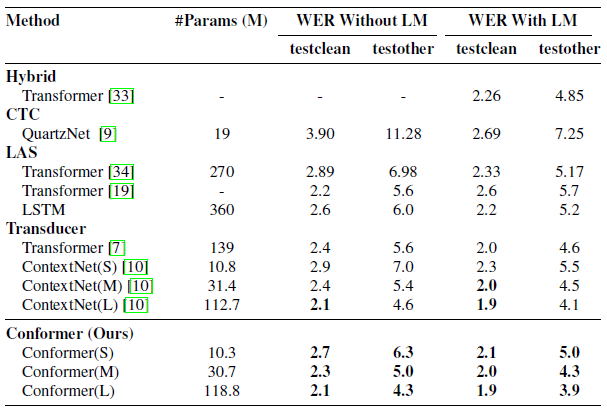 Method #Params (M) WER Without LM WER With LM
testclean testother testclean testother
Hybrid
Transformer [33] - - - 2.26 4.85
CTC
QuartzNet [9] 19 3.90 11.28 2.69 7.25
LAS
Transformer [34] 270 2.89 6.98 2.33 5.17
Transformer [19] - 2.2 5.6 2.6 5.7
LSTM 360 2.6 6.0 2.2 5.2
Transducer
Transformer [7] 139 2.4 5.6 2.0 4.6
ContextNet(S) [10] 10.8 2.9 7.0 2.3 5.5
ContextNet(M) [10] 31.4 2.4 5.4 2.0 4.5
ContextNet(L) [10] 112.7 2.1 4.6 1.9 4.1
Conformer (Ours)
Conformer(S) 10.3 2.7 6.3 2.1 5.0
Conformer(M) 30.7 2.3 5.0 2.0 4.3
Conformer(L) 118.8 2.1 4.3 1.9 3.9